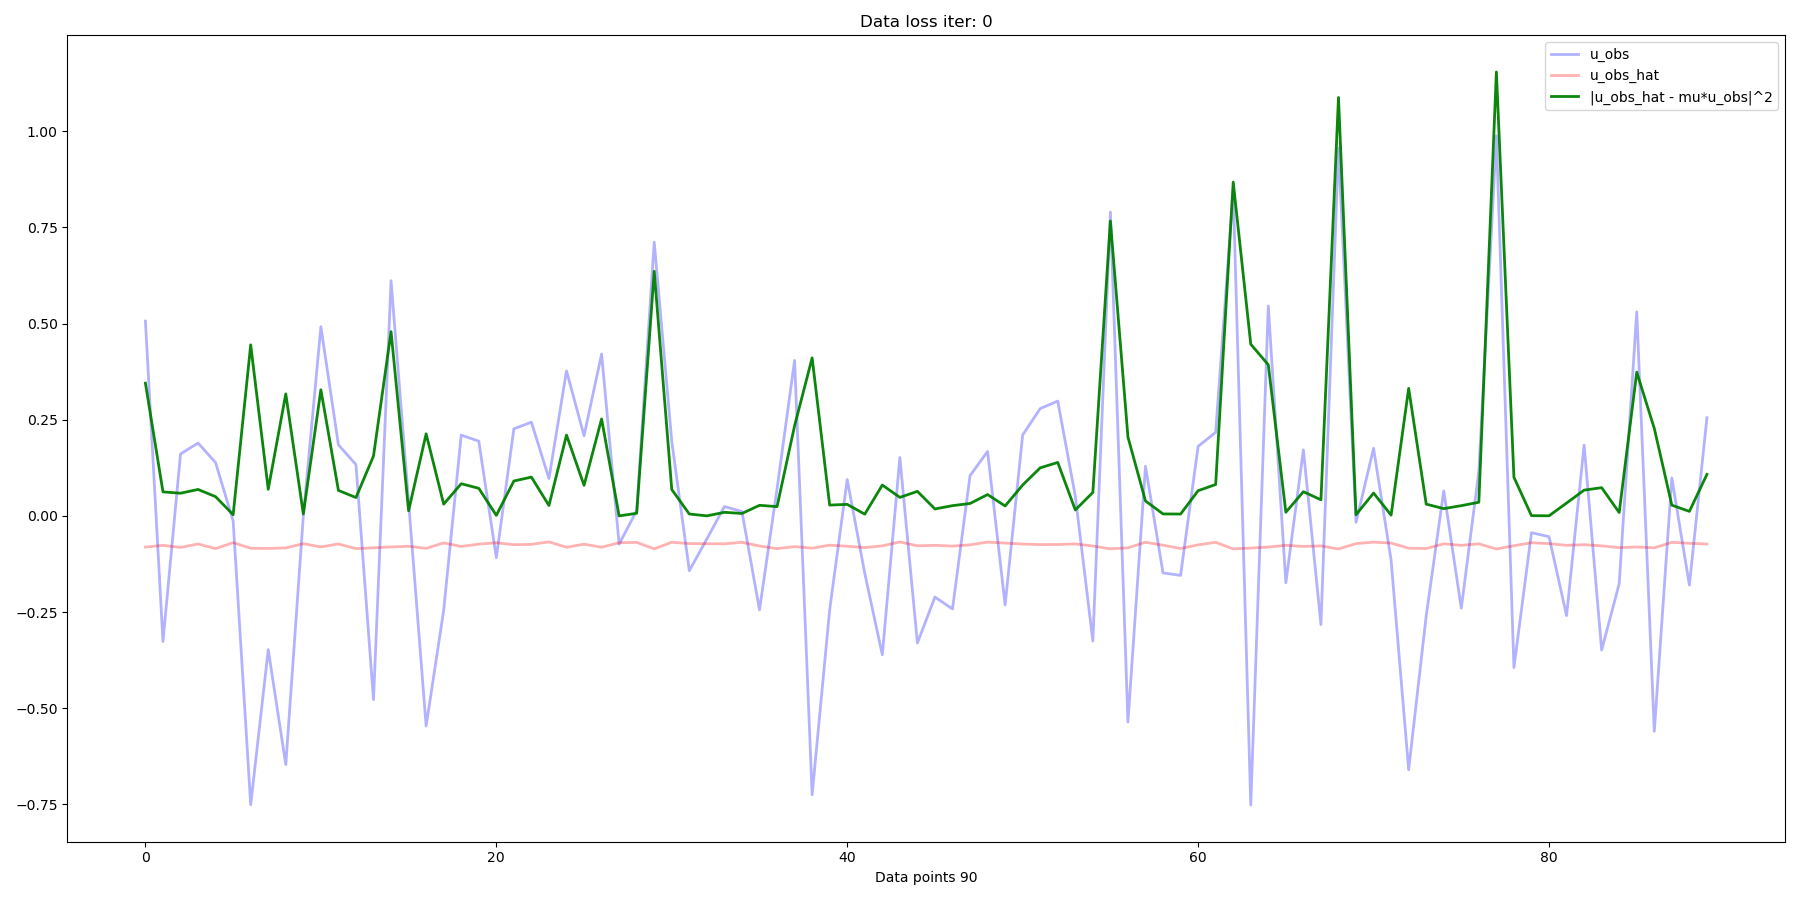 Data loss iter: 0
u_obs
u_obs_hat
|u_obs_hat - mu*u_obs|^2
1.00
0.75
0.50
0.25
0.00
−0.25
−0.50
−0.75
0 20 40 60 80
Data points 90